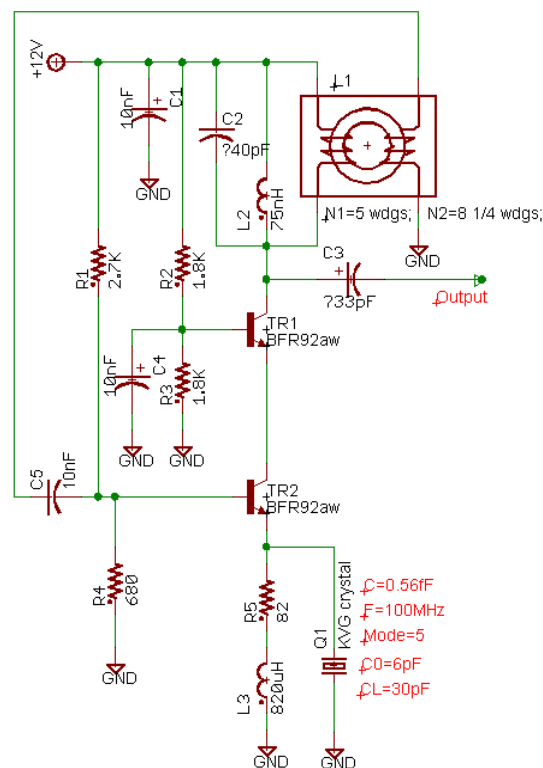 +12V
10nF
C1
C2
?40pF
L1
N1=5 wdgs;
N2=8 1/4 wdgs;
GND
L2
75nH
GND
R1
2.7K
R2
1.8K
C3
?33pF
Output
TR1
BFR92aw
10nF
C4
R3
1.8K
GND
GND
C5
10nF
TR2
BFR92aw
R4
680
R5
82
Q1
KVG crystal
C=0.56fF
F=100MHz
Mode=5
C0=6pF
CL=30pF
GND
L3
820uH
GND
GND